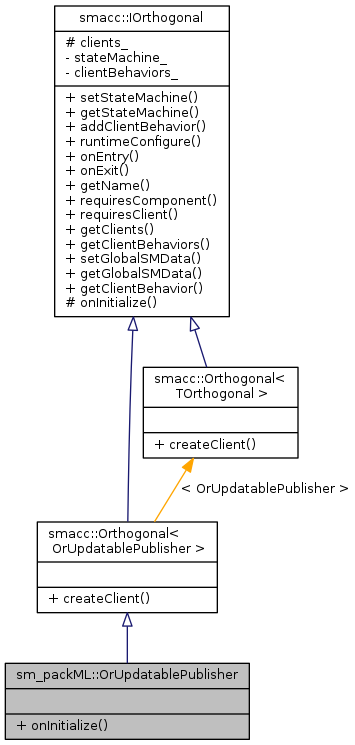 smacc::IOrthogonal
# clients_
- stateMachine_
- clientBehaviors_
+ setStateMachine()
+ getStateMachine()
+ addClientBehavior()
+ runtimeConfigure()
+ onEntry()
+ onExit()
+ getName()
+ requiresComponent()
+ requiresClient()
+ getClients()
+ getClientBehaviors()
+ setGlobalSMData()
+ getGlobalSMData()
+ getClientBehavior()
# onInitialize()
smacc::Orthogonal<
TOrthogonal >
+ createClient()
< OrUpdatablePublisher >
smacc::Orthogonal<
OrUpdatablePublisher >
+ createClient()
sm_packML::OrUpdatablePublisher
+ onInitialize()